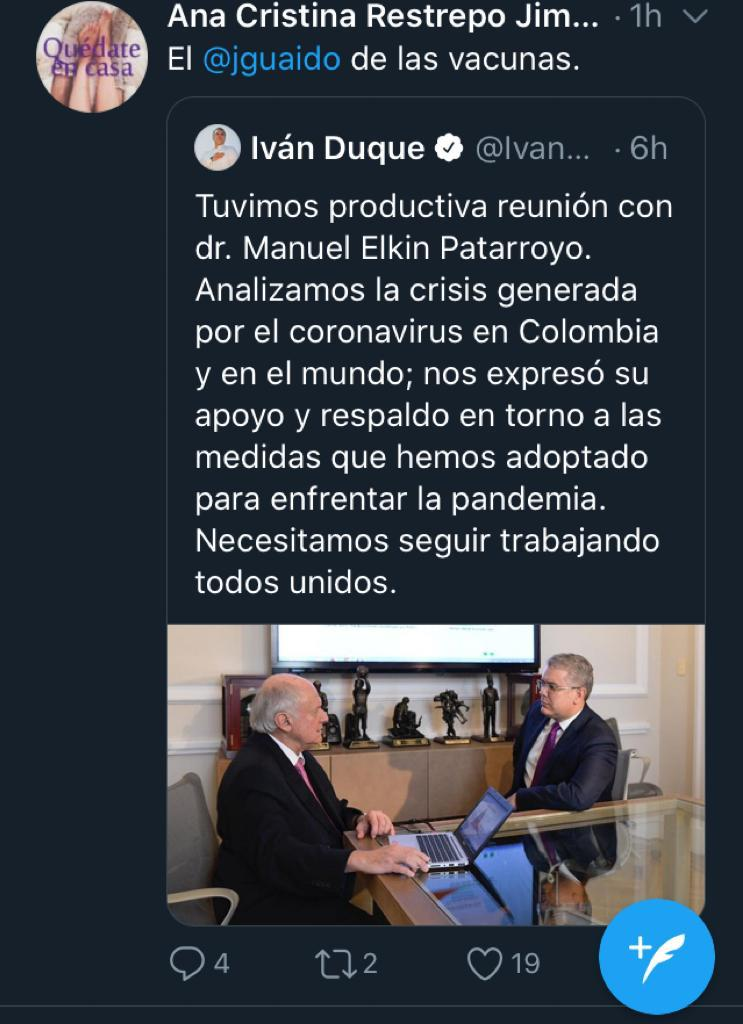 Quédate
en casa
Ana Cristina Restrepo Jim... · 1h
El @jguaido de las vacunas.
Iván Duque @Ivan... · 6h
Tuvimos productiva reunión con
dr. Manuel Elkin Patarroyo.
Analizamos la crisis generada
por el coronavirus en Colombia
y en el mundo; nos expresó su
apoyo y respaldo en torno a las
medidas que hemos adoptado
para enfrentar la pandemia.
Necesitamos seguir trabajando
todos unidos.
4 2 19